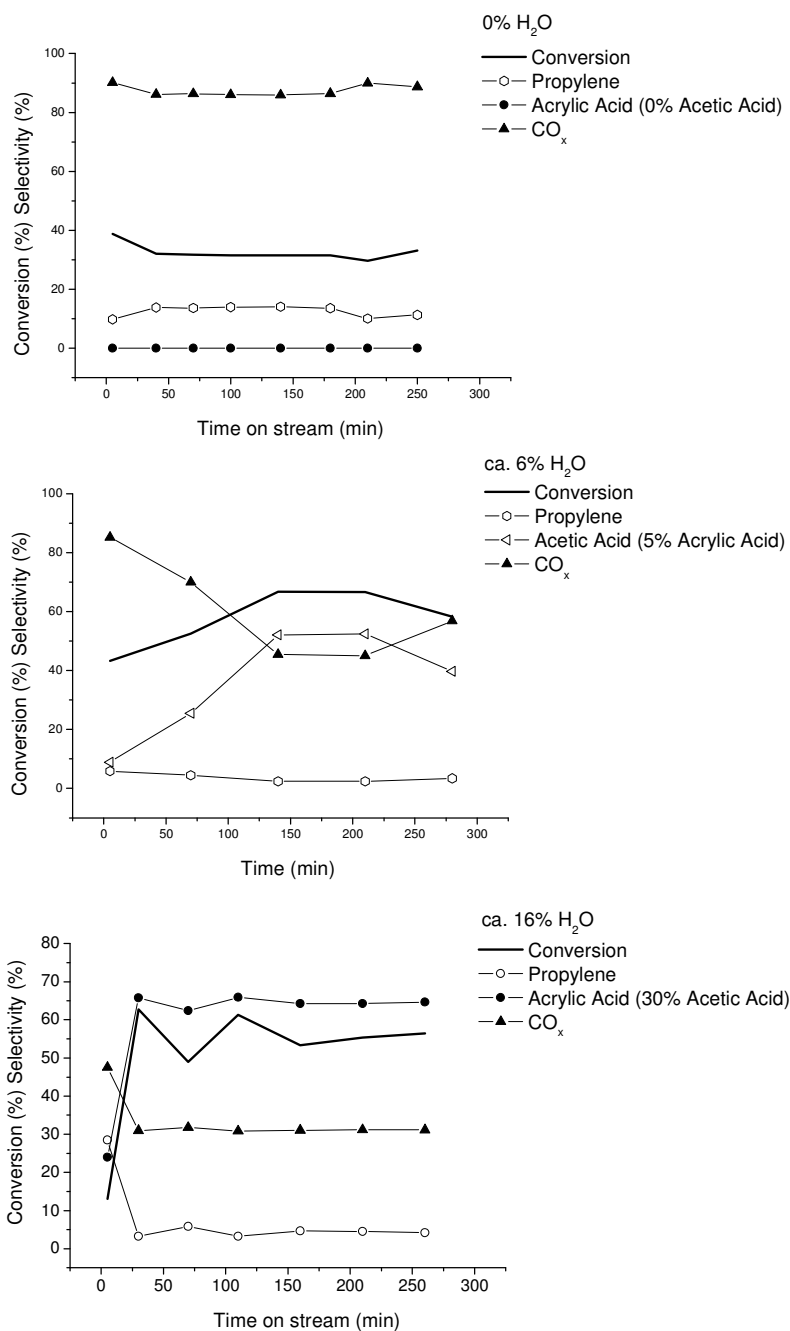 0% H₂O
Conversion
Propylene
Acrylic Acid (0% Acetic Acid)
COₓ
100
80
60
40
20
0
0 50 100 150 200 250 300
Conversion (%) Selectivity (%)
Time on stream (min)
ca. 6% H₂O
Conversion
Propylene
Acetic Acid (5% Acrylic Acid)
COₓ
100
80
60
40
20
0
0 50 100 150 200 250 300
Conversion (%) Selectivity (%)
Time (min)
ca. 16% H₂O
Conversion
Propylene
Acrylic Acid (30% Acetic Acid)
COₓ
80
70
60
50
40
30
20
10
0
0 50 100 150 200 250 300
Conversion (%) Selectivity (%)
Time on stream (min)